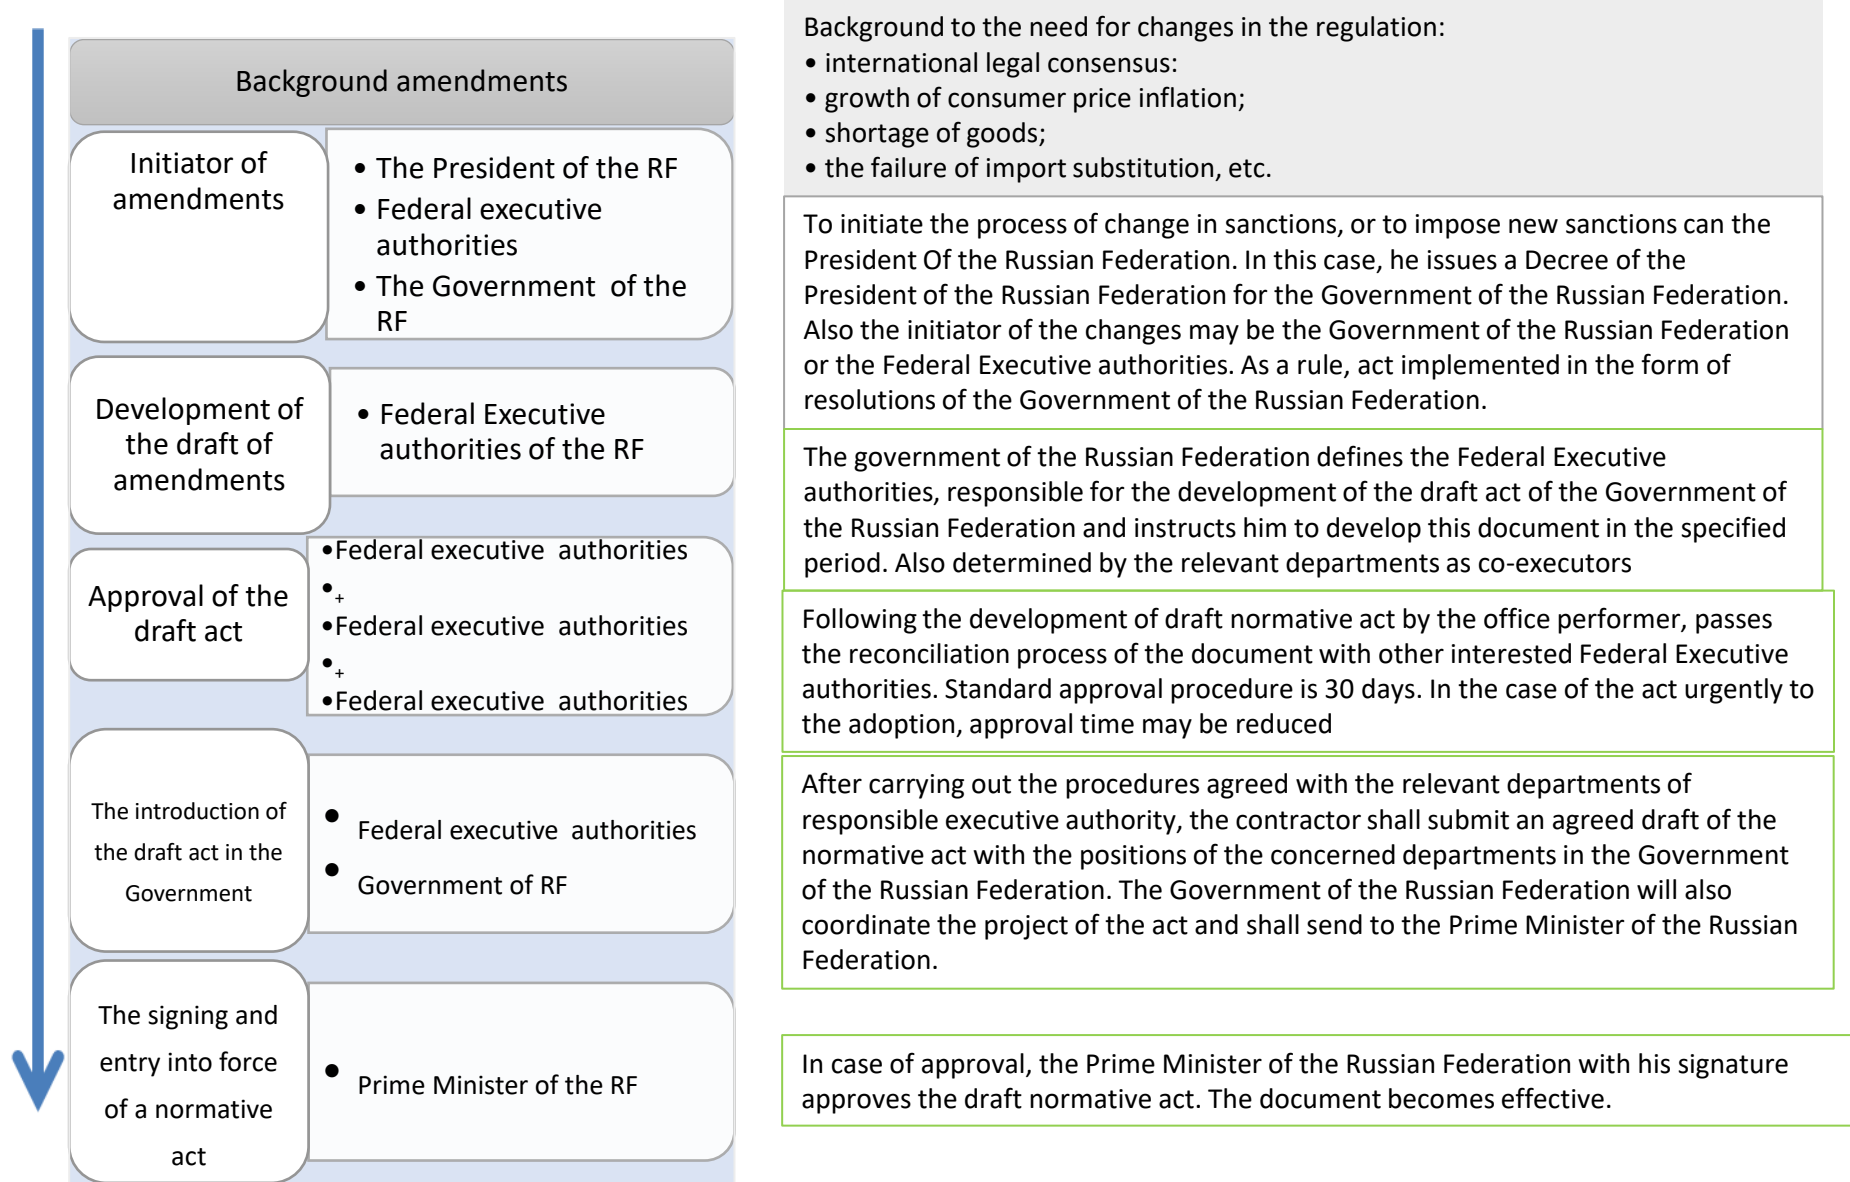 Background amendments
Initiator of
amendments
• The President of the RF
• Federal executive
authorities
• The Government of the
RF
Development of
the draft of
amendments
• Federal Executive
authorities of the RF
Approval of the
draft act
•Federal executive authorities
•+
•Federal executive authorities
•+
•Federal executive authorities
The introduction of
the draft act in the
Government
• Federal executive authorities
• Government of RF
The signing and
entry into force
of a normative
act
• Prime Minister of the RF
Background to the need for changes in the regulation:
• international legal consensus:
• growth of consumer price inflation;
• shortage of goods;
• the failure of import substitution, etc.
To initiate the process of change in sanctions, or to impose new sanctions can the
President Of the Russian Federation. In this case, he issues a Decree of the
President of the Russian Federation for the Government of the Russian Federation.
Also the initiator of the changes may be the Government of the Russian Federation
or the Federal Executive authorities. As a rule, act implemented in the form of
resolutions of the Government of the Russian Federation.
The government of the Russian Federation defines the Federal Executive
authorities, responsible for the development of the draft act of the Government of
the Russian Federation and instructs him to develop this document in the specified
period. Also determined by the relevant departments as co-executors
Following the development of draft normative act by the office performer, passes
the reconciliation process of the document with other interested Federal Executive
authorities. Standard approval procedure is 30 days. In the case of the act urgently to
the adoption, approval time may be reduced
After carrying out the procedures agreed with the relevant departments of
responsible executive authority, the contractor shall submit an agreed draft of the
normative act with the positions of the concerned departments in the Government
of the Russian Federation. The Government of the Russian Federation will also
coordinate the project of the act and shall send to the Prime Minister of the Russian
Federation.
In case of approval, the Prime Minister of the Russian Federation with his signature
approves the draft normative act. The document becomes effective.